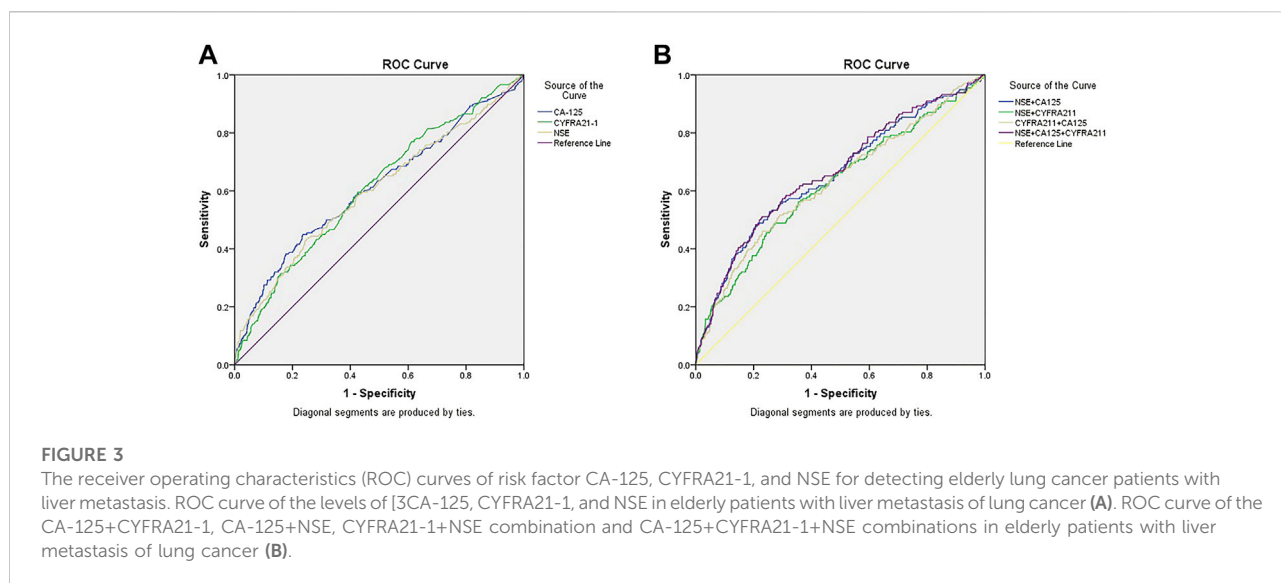 A
ROC Curve
Source of the
Curve
CA-125
CYFRA21-1
NSE
Reference Line
1.0
0.8
0.6
0.4
0.2
0.0
Sensitivity
0.0 0.2 0.4 0.6 0.8 1.0
1 - Specificity
Diagonal segments are produced by ties.
B
ROC Curve
Source of the Curve
NSE+CA125
NSE+CYFRA211
CYFRA211+CA125
NSE+CA125+CYFRA211
Reference Line
1.0
0.8
0.6
0.4
0.2
0.0
Sensitivity
0.0 0.2 0.4 0.6 0.8 1.0
1 - Specificity
Diagonal segments are produced by ties.
FIGURE 3
The receiver operating characteristics (ROC) curves of risk factor CA-125, CYFRA21-1, and NSE for detecting elderly lung cancer patients with
liver metastasis. ROC curve of the levels of [3CA-125, CYFRA21-1, and NSE in elderly patients with liver metastasis of lung cancer (A). ROC curve of the
CA-125+CYFRA21-1, CA-125+NSE, CYFRA21-1+NSE combination and CA-125+CYFRA21-1+NSE combinations in elderly patients with liver
metastasis of lung cancer (B).